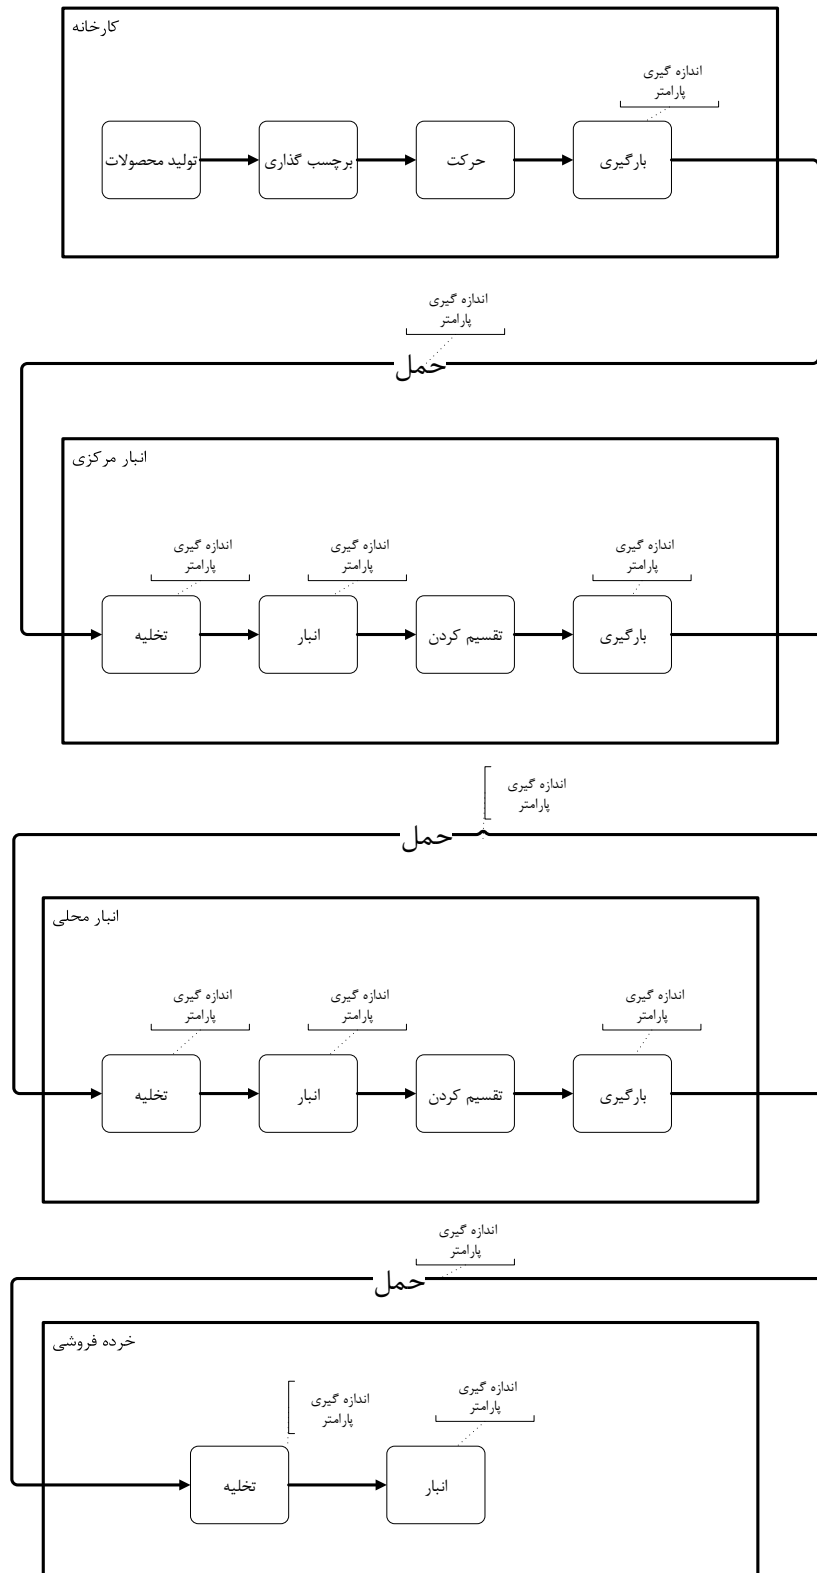 کارخانه
اندازه گیری
پارامتر
تولید محصولات
برچسب گذاری
حرکت
بارگیری
اندازه گیری
پارامتر
حمل
انبار مرکزی
اندازه گیری
پارامتر
اندازه گیری
پارامتر
اندازه گیری
پارامتر
تخلیه
انبار
تقسیم کردن
بارگیری
اندازه گیری
پارامتر
حمل
انبار محلی
اندازه گیری
پارامتر
اندازه گیری
پارامتر
اندازه گیری
پارامتر
تخلیه
انبار
تقسیم کردن
بارگیری
اندازه گیری
پارامتر
حمل
خرده فروشی
اندازه گیری
پارامتر
اندازه گیری
پارامتر
تخلیه
انبار